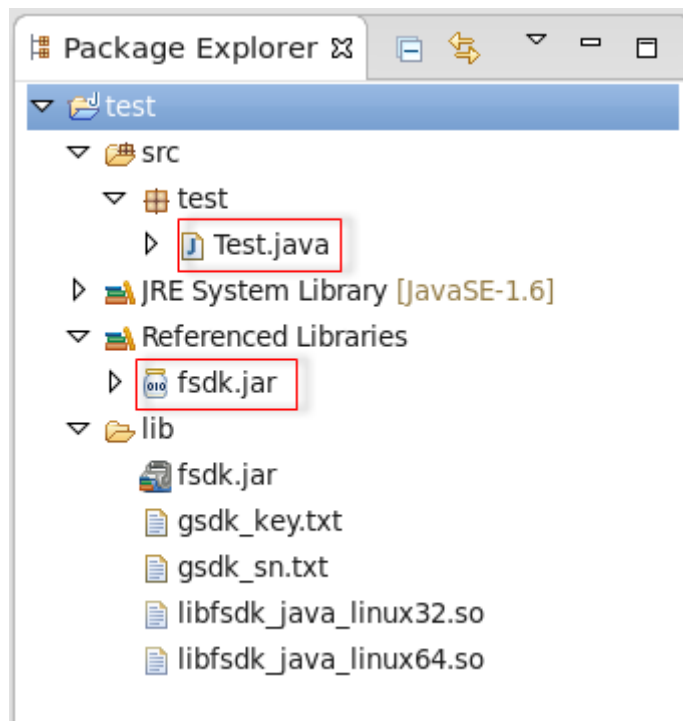 Package Explorer
test
src
test
Test.java
JRE System Library [JavaSE-1.6]
Referenced Libraries
fsdk.jar
lib
fsdk.jar
gsdk_key.txt
gsdk_sn.txt
libfsdk_java_linux32.so
libfsdk_java_linux64.so